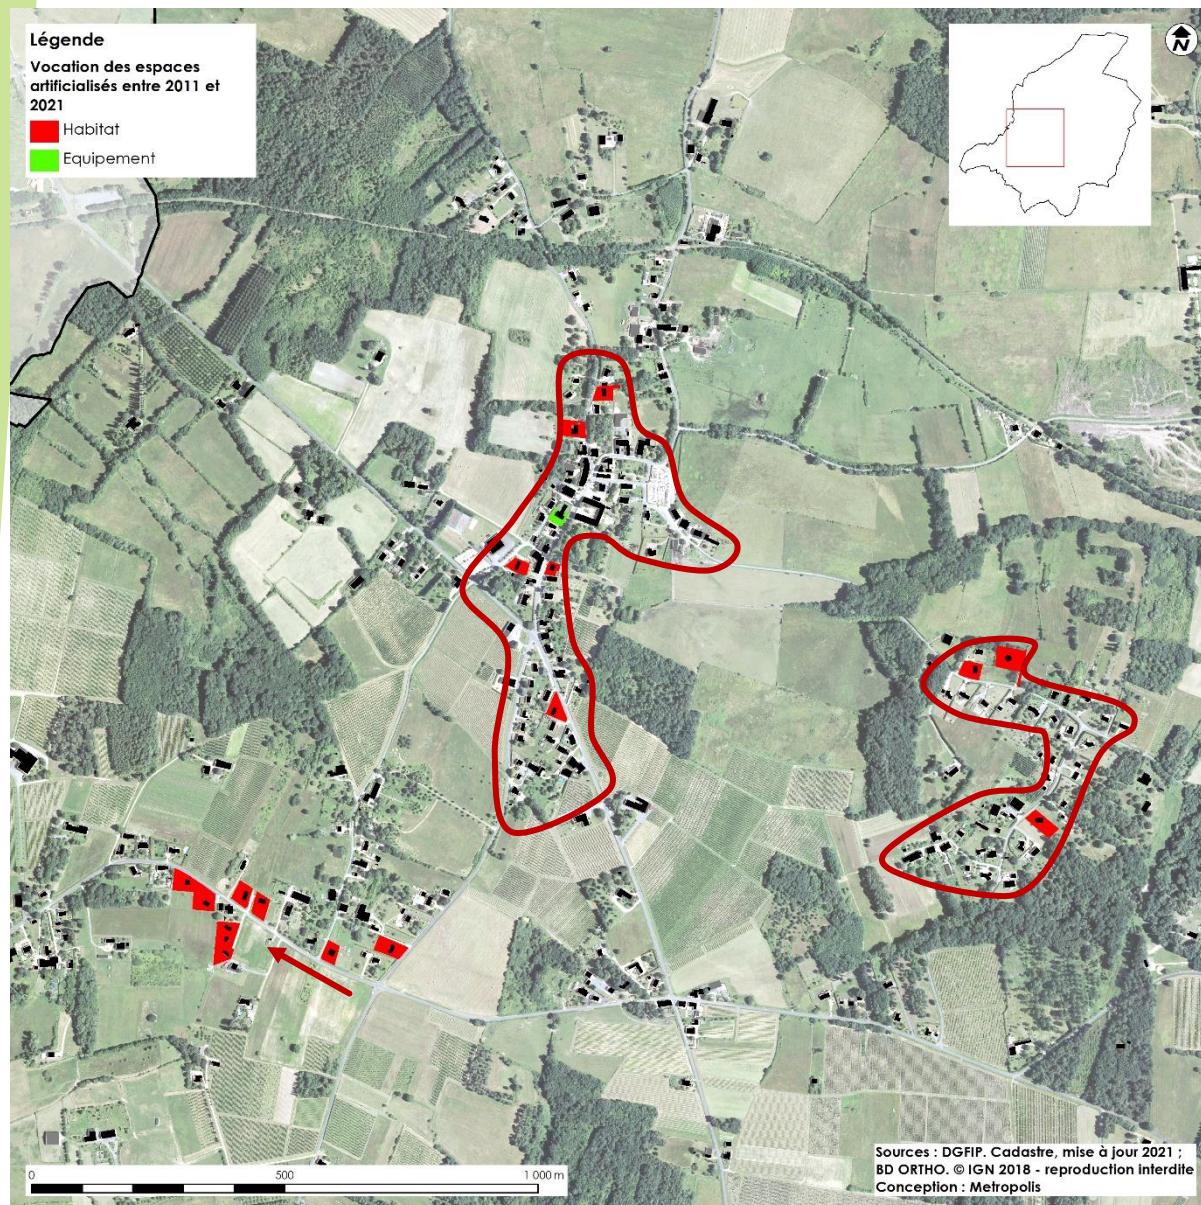 Légende
Vocation des espaces
artificialisés entre 2011 et
2021
Habitat
Equipement
N
0 500 1 000 m
Sources : DGFIP. Cadastre, mise à jour 2021 ;
BD ORTHO. © IGN 2018 - reproduction interdite
Conception : Metropolis